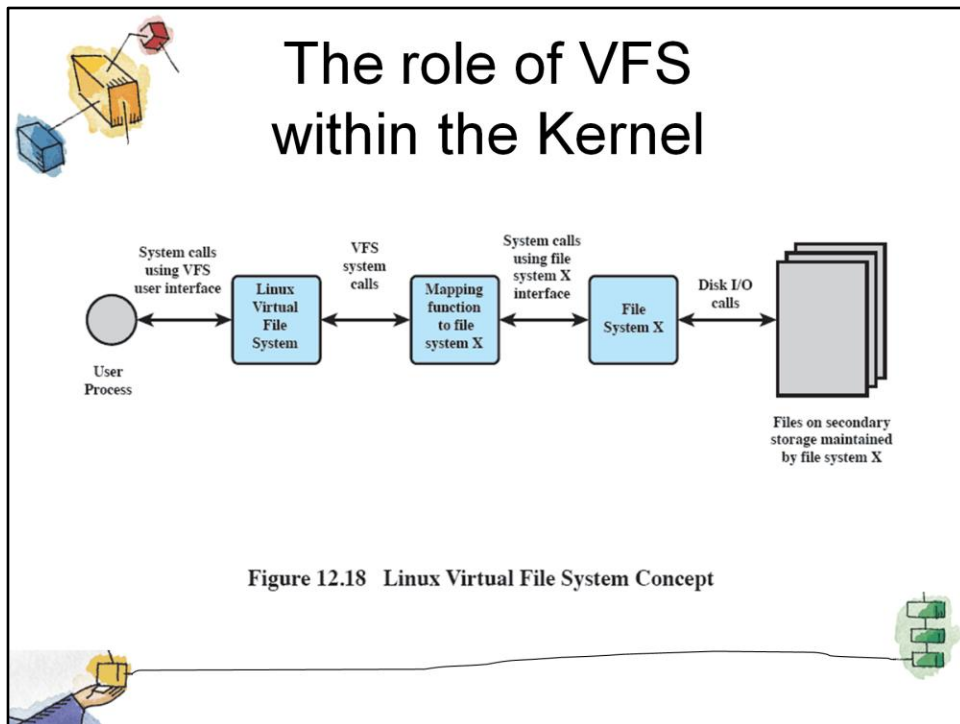 The role of VFS
within the Kernel
System calls
using VFS
user interface
VFS
system
calls
System calls
using file
system X
interface
Disk I/O
calls
Linux
Virtual
File
System
Mapping
function
to file
system X
File
System X
User
Process
Files on secondary
storage maintained
by file system X
Figure 12.18 Linux Virtual File System Concept